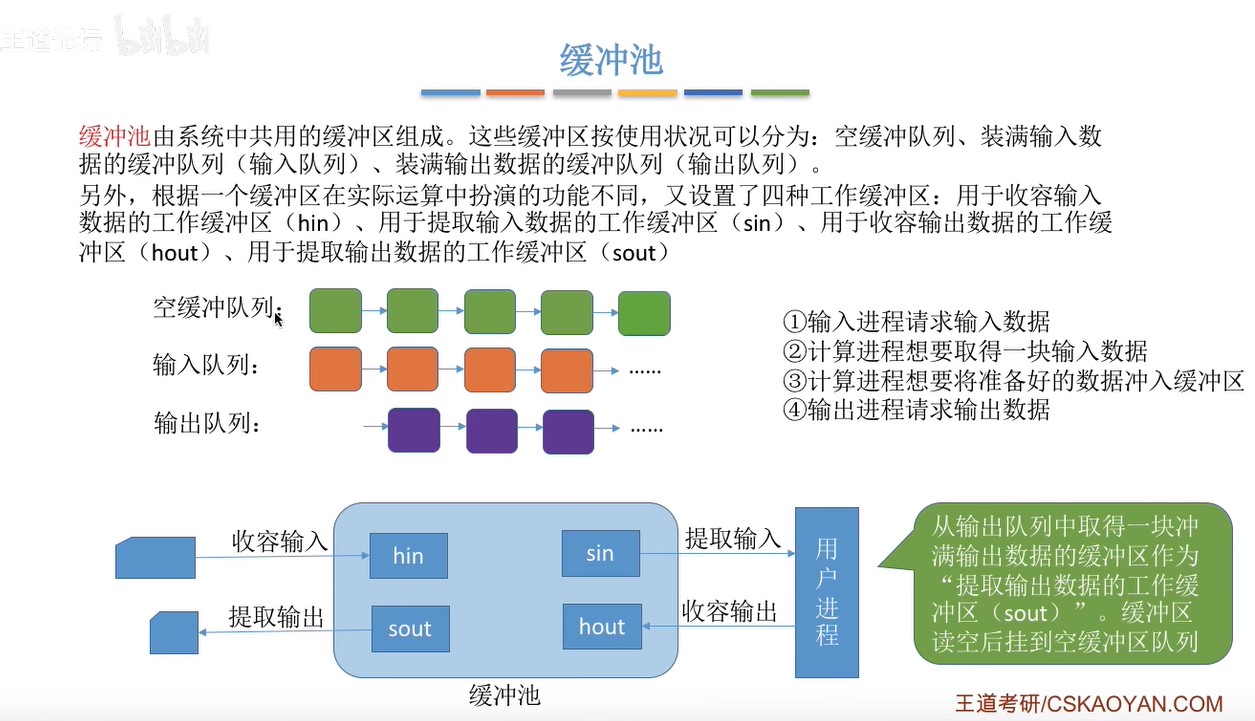 王道论坛 bilibili
缓冲池
缓冲池由系统中共用的缓冲区组成。这些缓冲区按使用状况可以分为：空缓冲队列、装满输入数
据的缓冲队列（输入队列）、装满输出数据的缓冲队列（输出队列）。
另外，根据一个缓冲区在实际运算中扮演的功能不同，又设置了四种工作缓冲区：用于收容输入
数据的工作缓冲区（hin）、用于提取输入数据的工作缓冲区（sin）、用于收容输出数据的工作缓
冲区（hout）、用于提取输出数据的工作缓冲区（sout）
空缓冲队列：
输入队列：
......
输出队列：
......
①输入进程请求输入数据
②计算进程想要取得一块输入数据
③计算进程想要将准备好的数据冲入缓冲区
④输出进程请求输出数据
收容输入
hin
sin
提取输入
提取输出
sout
hout
收容输出
用
户
进
程
缓冲池
从输出队列中取得一块冲
满输出数据的缓冲区作为
“提取输出数据的工作缓
冲区（sout）”。缓冲区
读空后挂到空缓冲区队列
王道考研/CSKAOYAN.COM